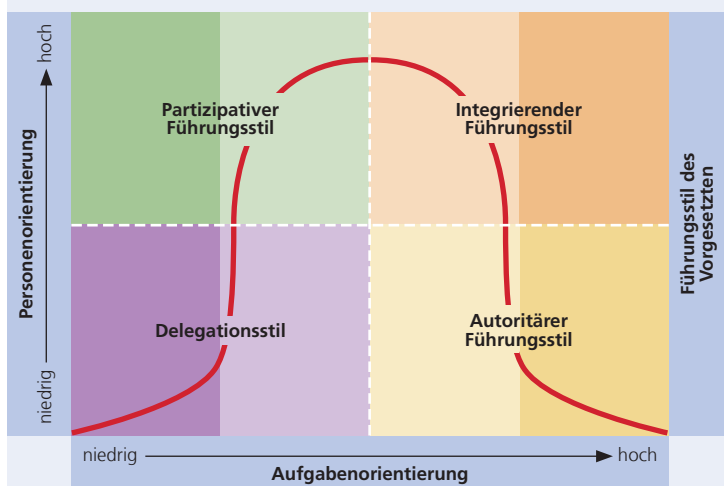 hoch
Personenorientierung
niedrig
Partizipativer
Führungsstil
Integrierender
Führungsstil
Delegationsstil
Autoritärer
Führungsstil
Führungsstil des
Vorgesetzten
niedrig
hoch
Aufgabenorientierung